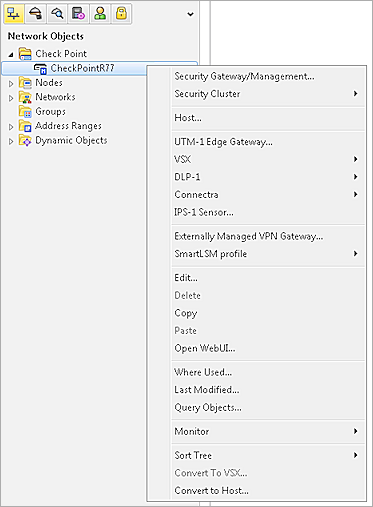 Network Objects
Check Point
CheckPointR77
Nodes
Networks
Groups
Address Ranges
Dynamic Objects
Security Gateway/Management...
Security Cluster
Host...
UTM-1 Edge Gateway...
VSX
DLP-1
Connectra
IPS-1 Sensor...
Externally Managed VPN Gateway...
SmartLSM profile
Edit...
Delete
Copy
Paste
Open WebUI...
Where Used...
Last Modified...
Query Objects...
Monitor
Sort Tree
Convert To VSX...
Convert to Host...